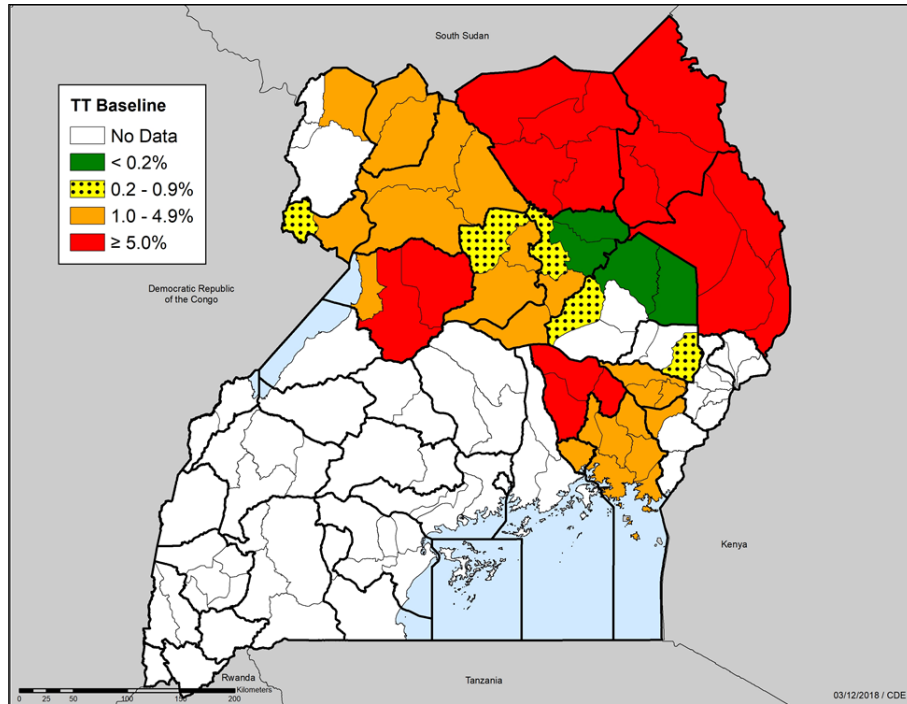 South Sudan
TT Baseline
No Data
< 0.2%
0.2 - 0.9%
1.0 - 4.9%
≥ 5.0%
Democratic Republic
of the Congo
Kenya
Rwanda
Tanzania
Kilometers
0 25 50 100 150 200
03/12/2018 / CDE